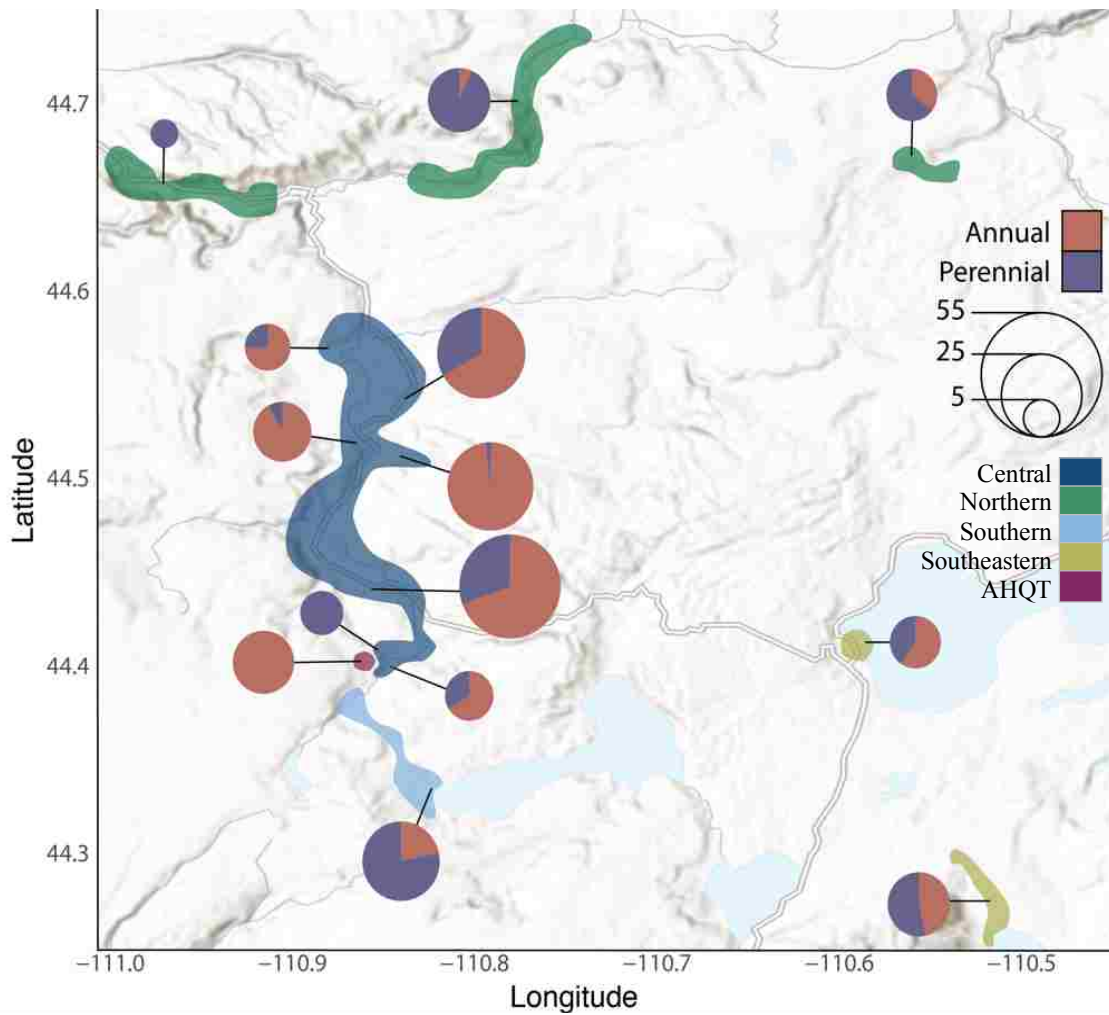 44.7
44.6
44.5
44.4
44.3
Latitude
Annual
Perennial
55
25
5
Central
Northern
Southern
Southeastern
AHQT
−111.0
−110.9
−110.8
−110.7
−110.6
−110.5
Longitude